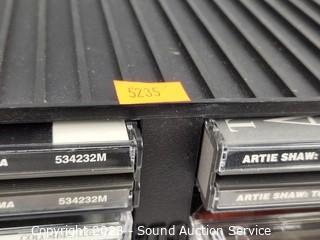 5235
MA 534232M
ARTIE SHAW:
MA 534232M
ARTIE SHAW: T
Copyright 2023 - Sound Auction Service